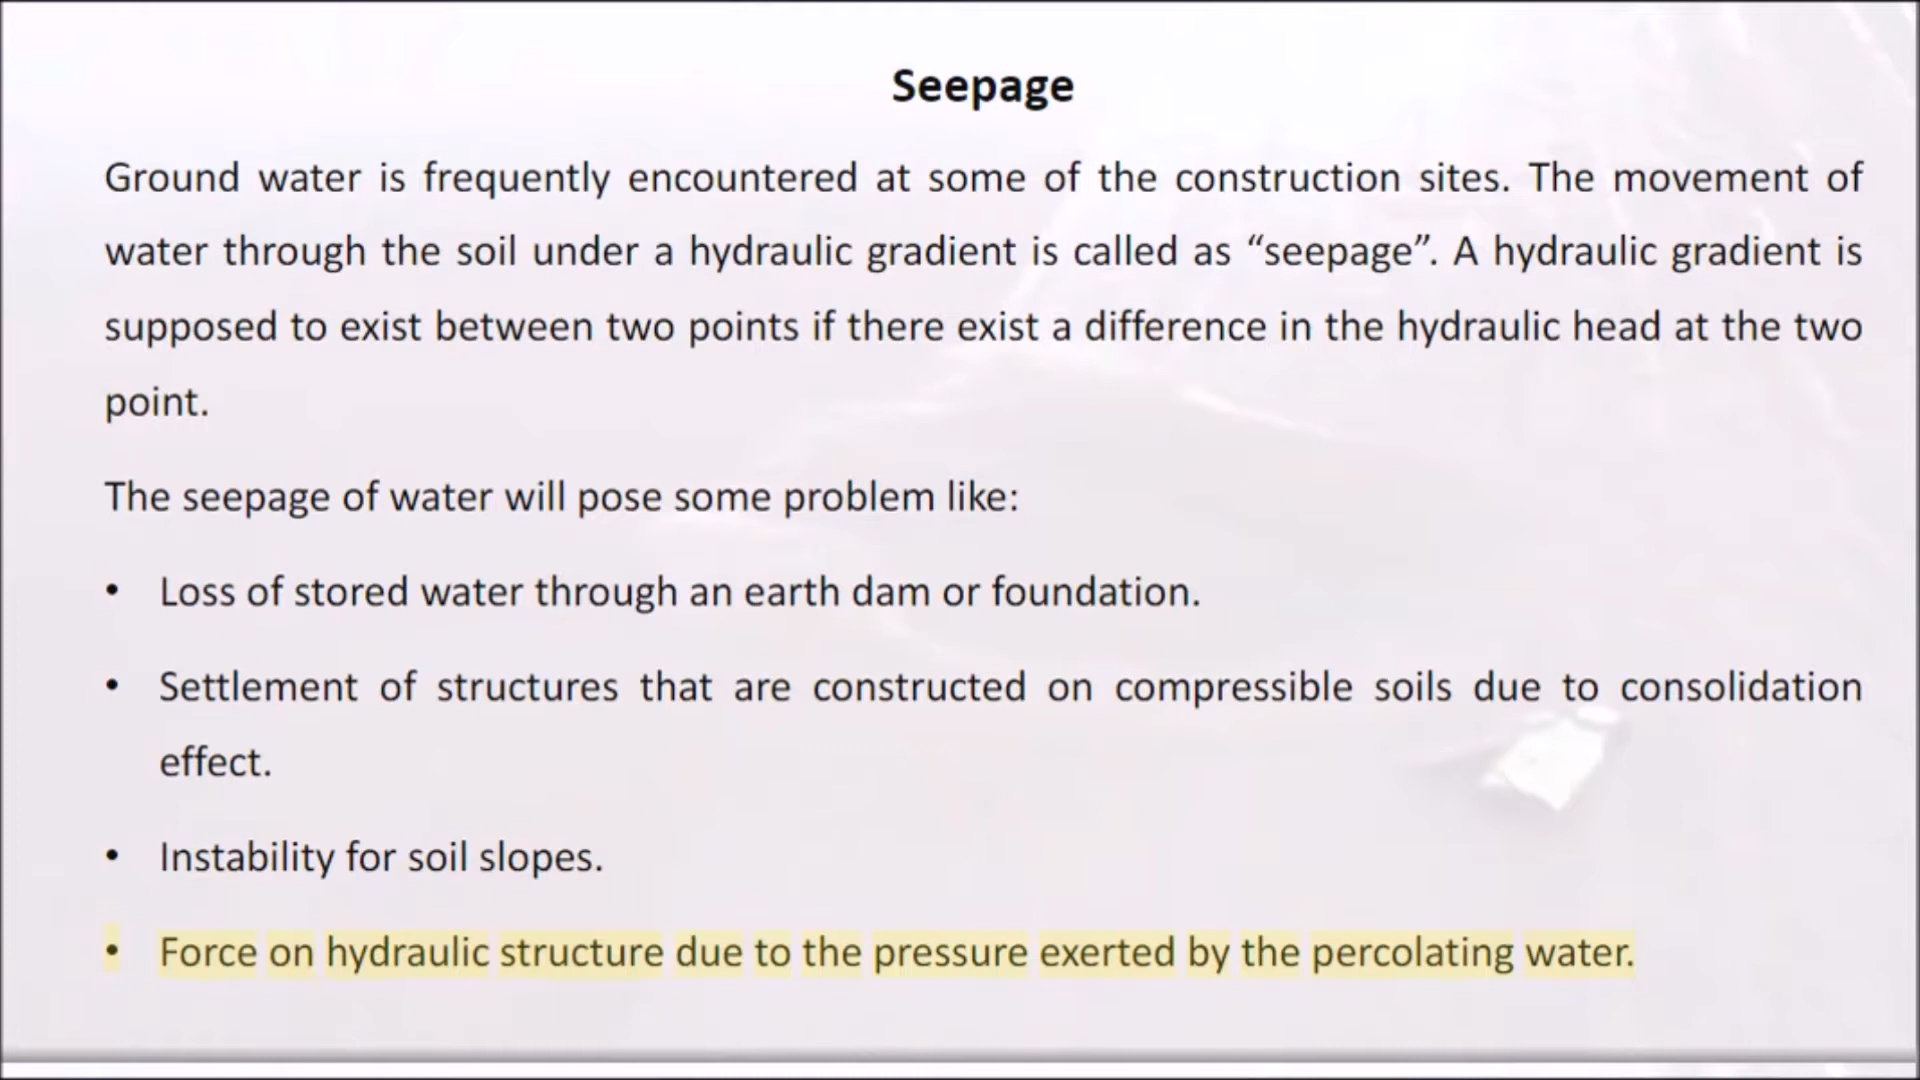 Seepage
Ground water is frequently encountered at some of the construction sites. The movement of
water through the soil under a hydraulic gradient is called as “seepage”. A hydraulic gradient is
supposed to exist between two points if there exist a difference in the hydraulic head at the two
point.
The seepage of water will pose some problem like:
• Loss of stored water through an earth dam or foundation.
• Settlement of structures that are constructed on compressible soils due to consolidation
effect.
• Instability for soil slopes.
• Force on hydraulic structure due to the pressure exerted by the percolating water.